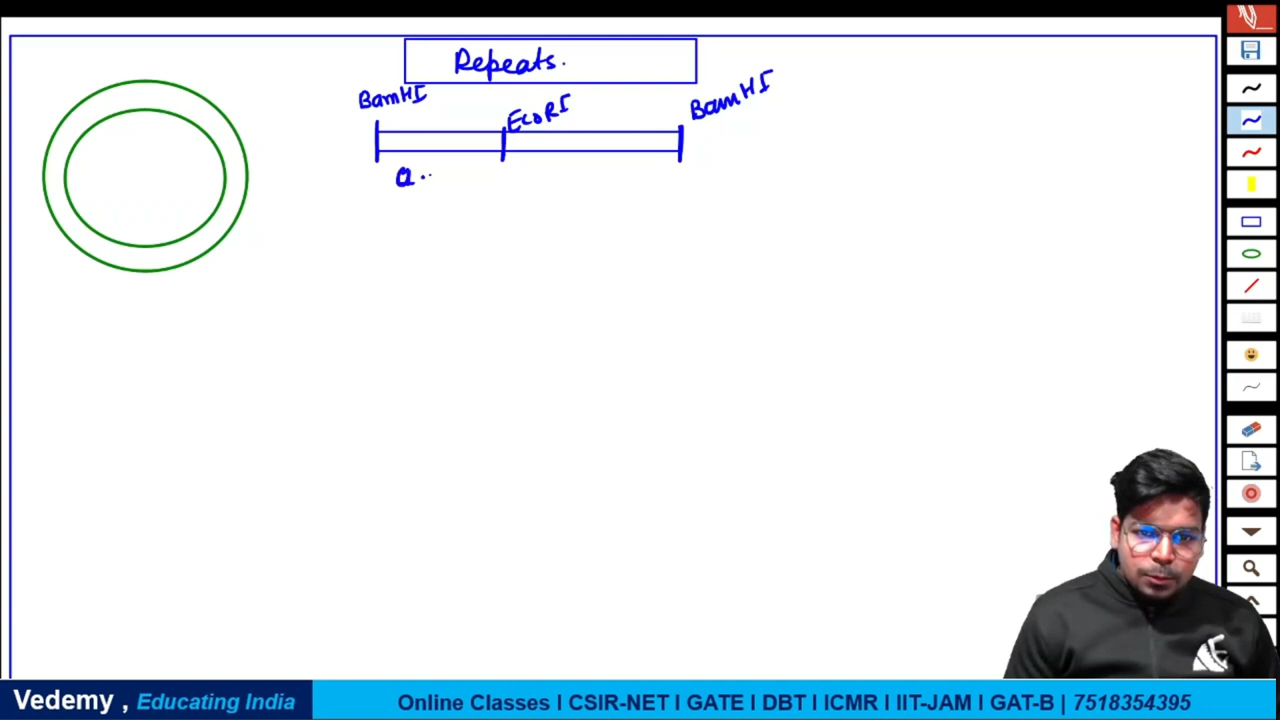 Repeats.
BamHI
EcoRI
BamHI
a..
Vedemy , Educating India
Online Classes I CSIR-NET I GATE I DBT I ICMR I IIT-JAM I GAT-B | 7518354395